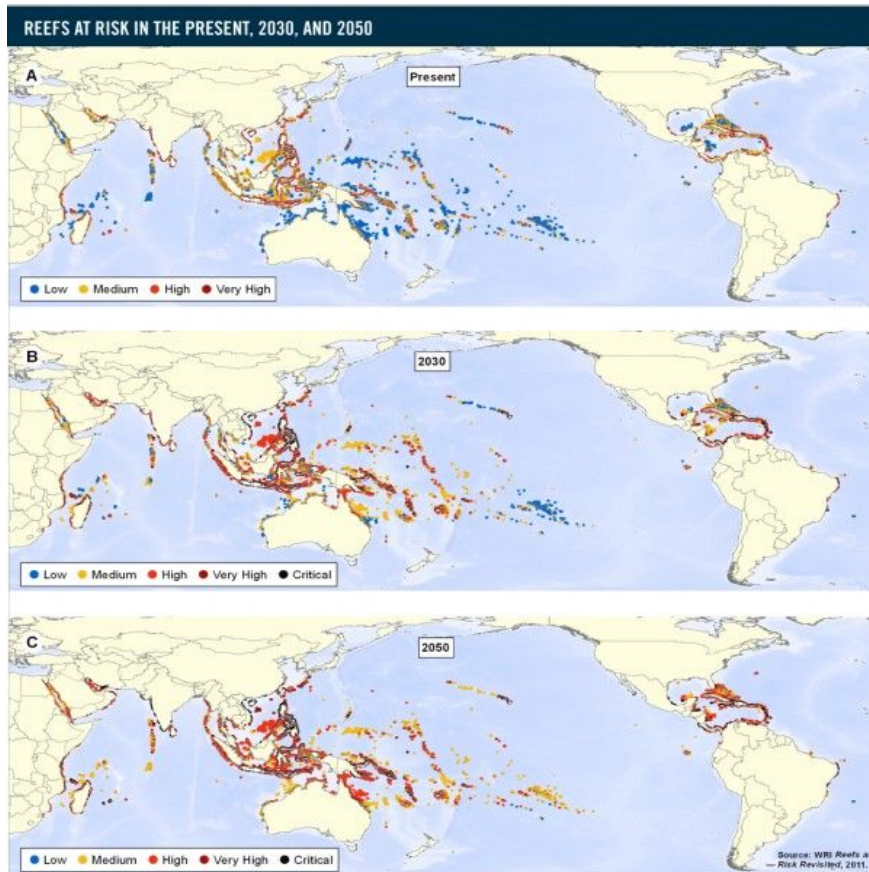 REEFS AT RISK IN THE PRESENT, 2030, AND 2050
A
Present
Low Medium High Very High
B
2030
Low Medium High Very High Critical
C
2050
Low Medium High Very High Critical
Source: WRI Reefs a
— Risk Revisited, 2011.